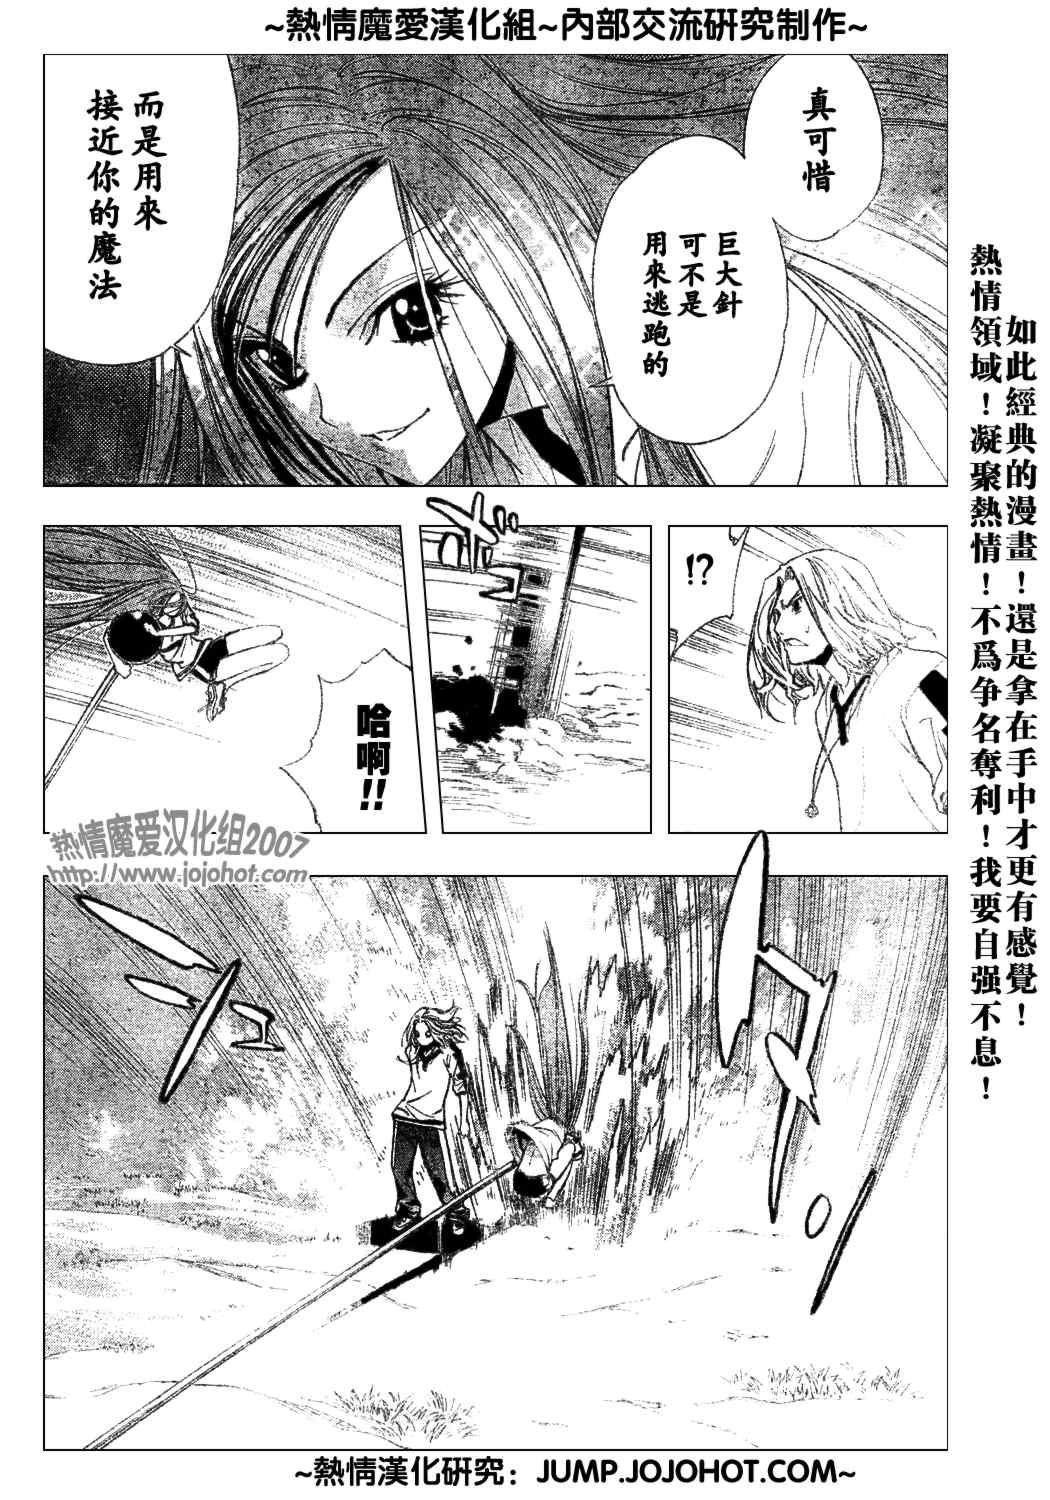 ~熱情魔愛漢化組~內部交流研究制作~
真可惜
巨大針
可不是
用來逃跑的
而是用來
接近你的魔法
!?
哈啊!!
熱情魔爱汉化组2007
http://www.jojohot.com
如此經典的漫畫！還是拿在手中才更有感覺！
熱情領域！凝聚熱情！不爲争名奪利！我要自强不息！
~熱情漢化研究：JUMP.JOJOHOT.COM~